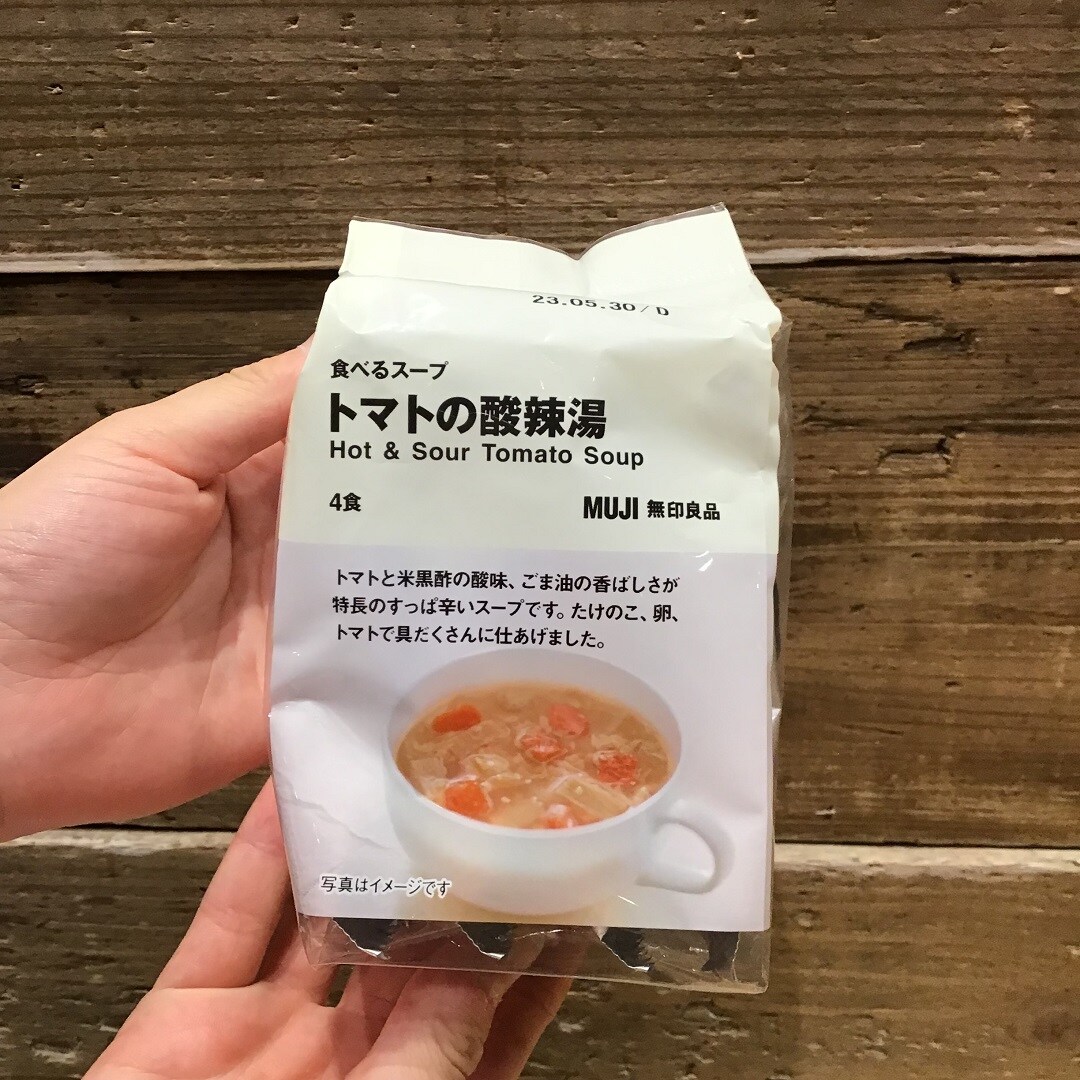 23.05.30/D
食べるスープ
トマトの酸辣湯
Hot & Sour Tomato Soup
4食
MUJI 無印良品
トマトと米黒酢の酸味、ごま油の香ばしさが
特長のすっぱ辛いスープです。たけのこ、卵、
トマトで具だくさんに仕あげました。
写真はイメージです